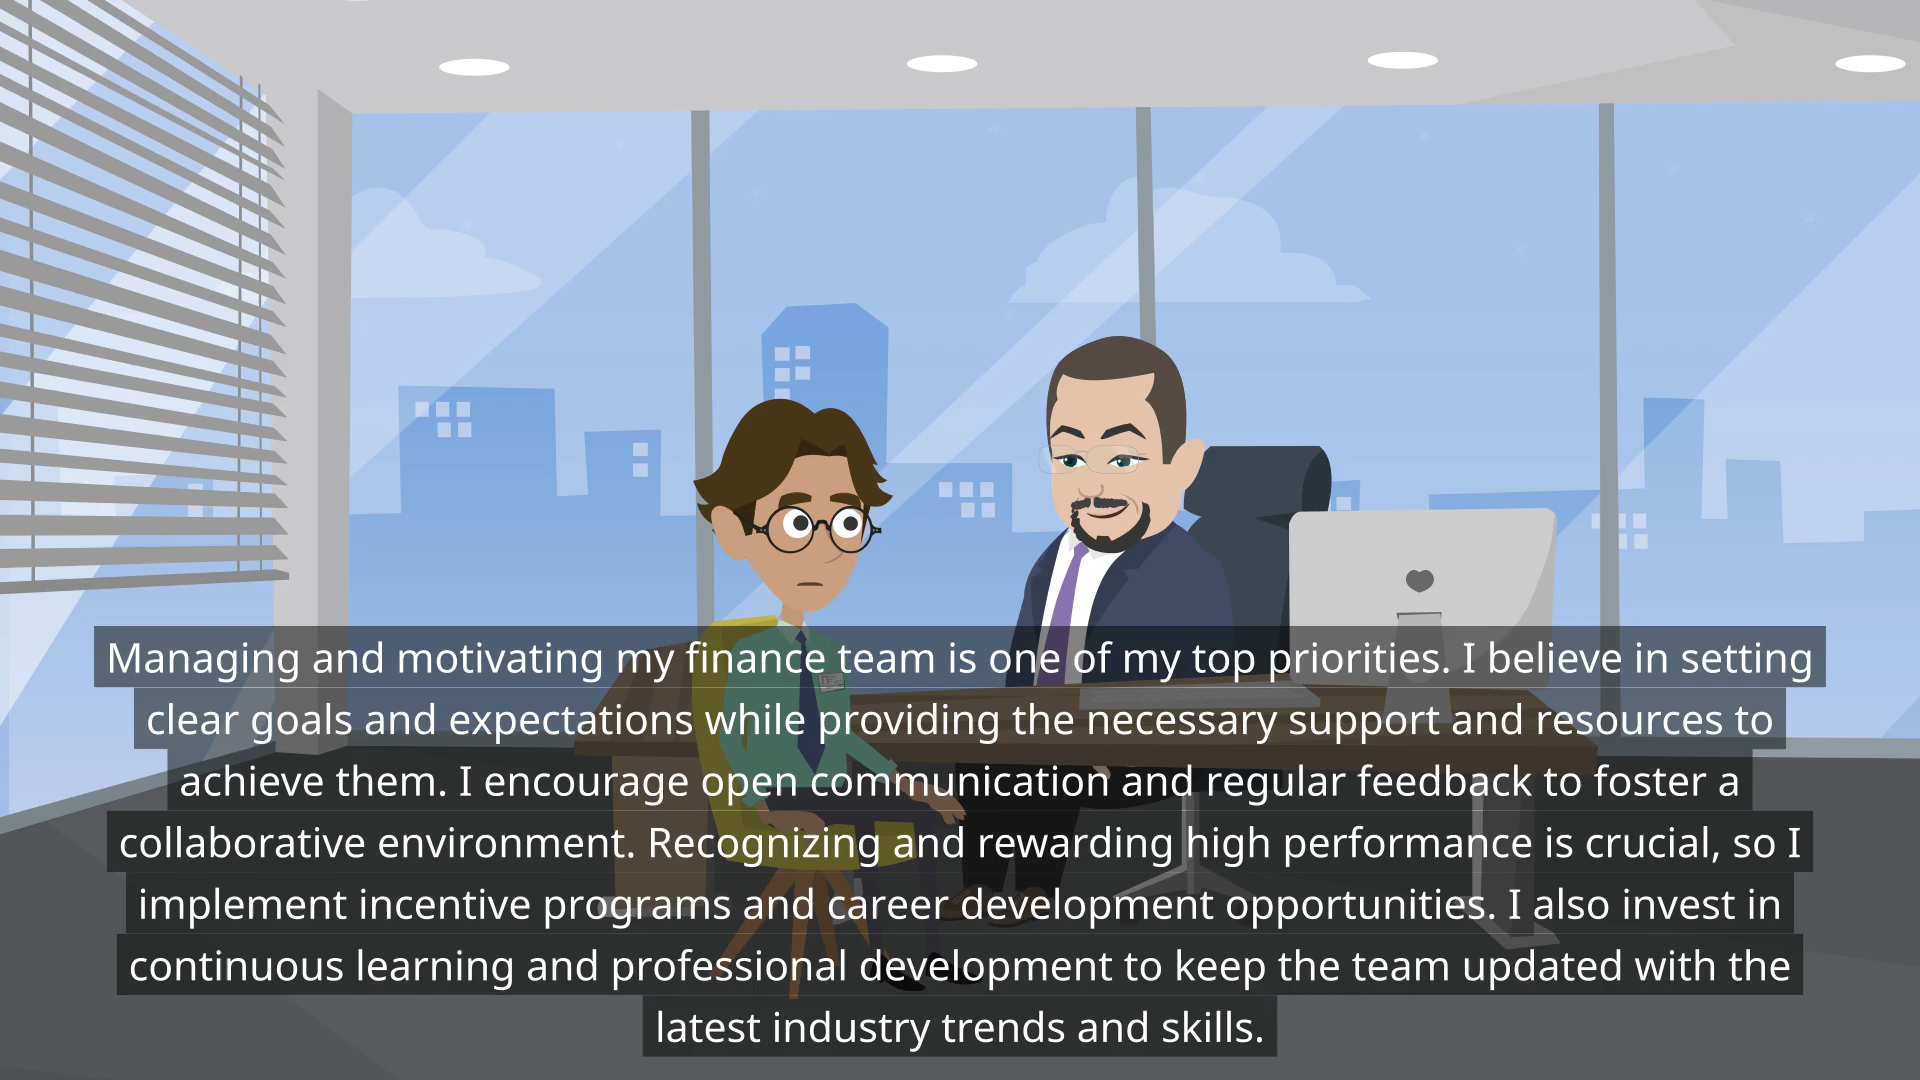 Managing and motivating my finance team is one of my top priorities. I believe in setting
clear goals and expectations while providing the necessary support and resources to
achieve them. I encourage open communication and regular feedback to foster a
collaborative environment. Recognizing and rewarding high performance is crucial, so I
implement incentive programs and career development opportunities. I also invest in
continuous learning and professional development to keep the team updated with the
latest industry trends and skills.